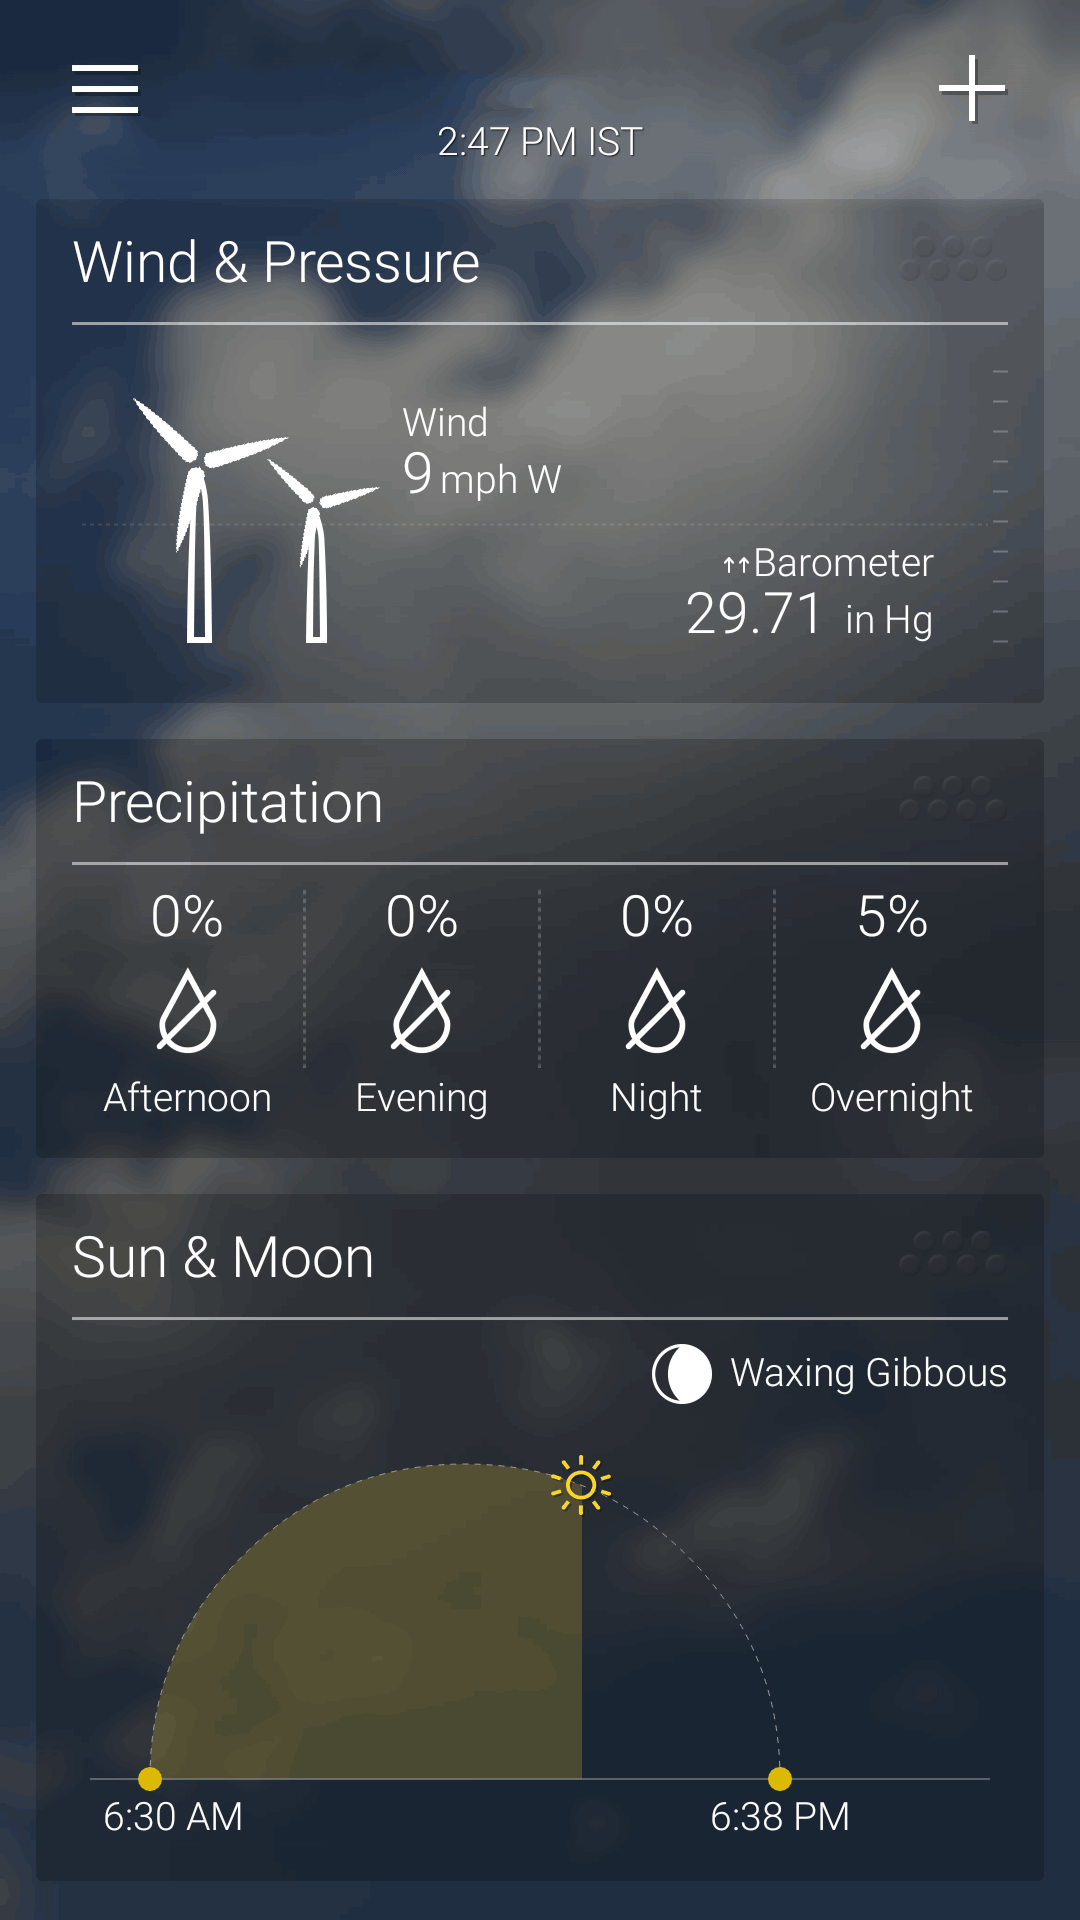 2:47 PM IST
Wind & Pressure
Wind
9 mph W
↑↑Barometer
29.71 in Hg
Precipitation
0% 0% 0% 5%
Afternoon Evening Night Overnight
Sun & Moon
Waxing Gibbous
6:30 AM 6:38 PM